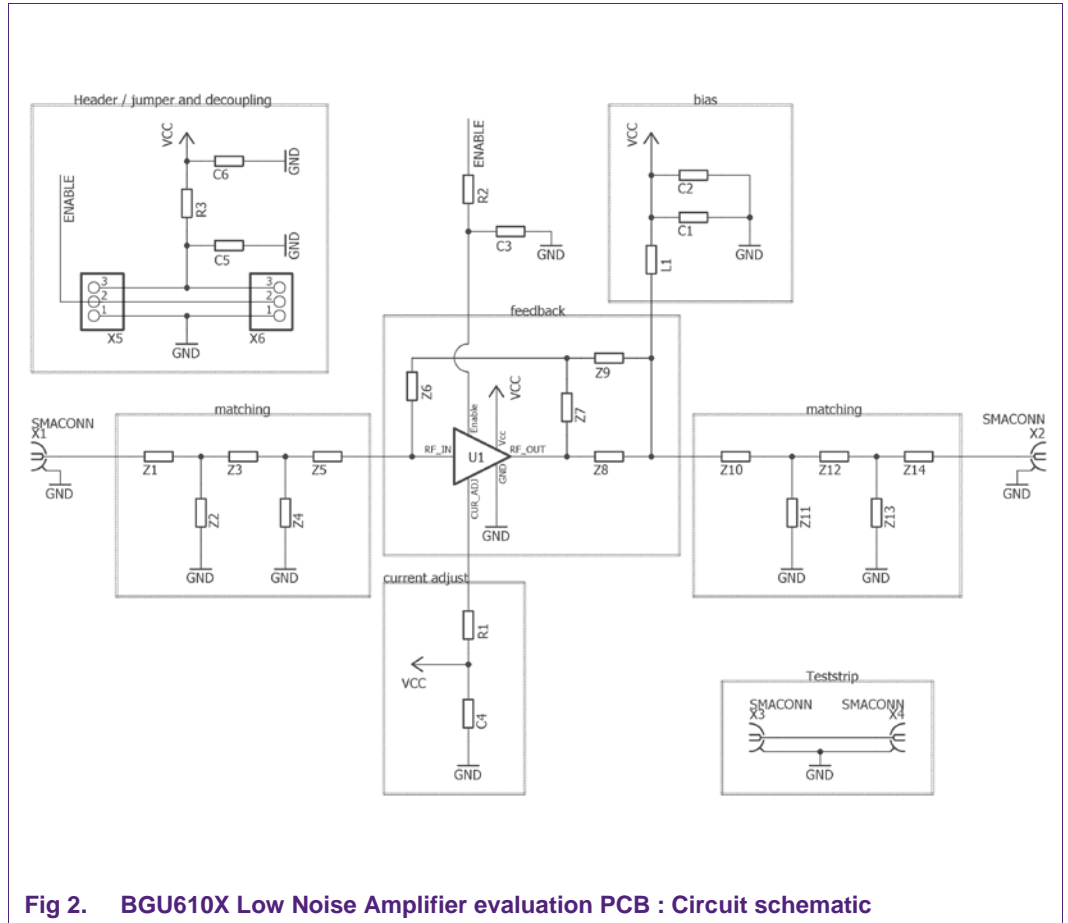 Header / jumper and decoupling
VCC
C6
GND
ENABLE
R3
C5
GND
3
2
1
X5
3
2
1
X6
GND
ENABLE
R2
C3
GND
bias
VCC
C2
C1
GND
L1
feedback
Z6
Z9
Z7
VCC
Enable
Vcc
RF_IN
U1
RF_OUT
GND
CUR_ADJ
Z8
GND
SMACONN
X1
GND
matching
Z1
Z3
Z5
Z2
Z4
GND
GND
matching
Z10
Z12
Z14
Z11
Z13
GND
GND
SMACONN
X2
GND
current adjust
R1
VCC
C4
GND
Teststrip
SMACONN
X3
SMACONN
X4
GND
Fig 2. BGU610X Low Noise Amplifier evaluation PCB : Circuit schematic